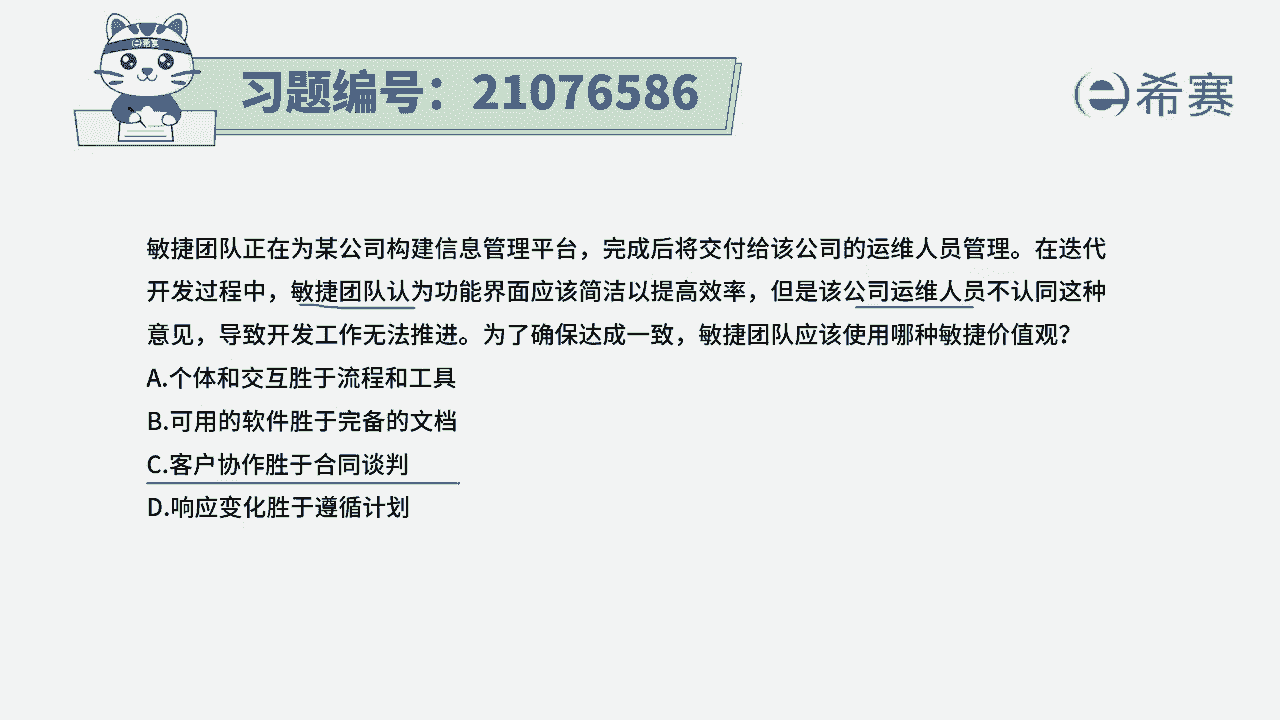 习题编号：21076586
希赛
敏捷团队正在为某公司构建信息管理平台，完成后将交付给该公司的运维人员管理。在迭代
开发过程中，敏捷团队认为功能界面应该简洁以提高效率，但是该公司运维人员不认同这种
意见，导致开发工作无法推进。为了确保达成一致，敏捷团队应该使用哪种敏捷价值观？
A.个体和交互胜于流程和工具
B.可用的软件胜于完备的文档
C.客户协作胜于合同谈判
D.响应变化胜于遵循计划